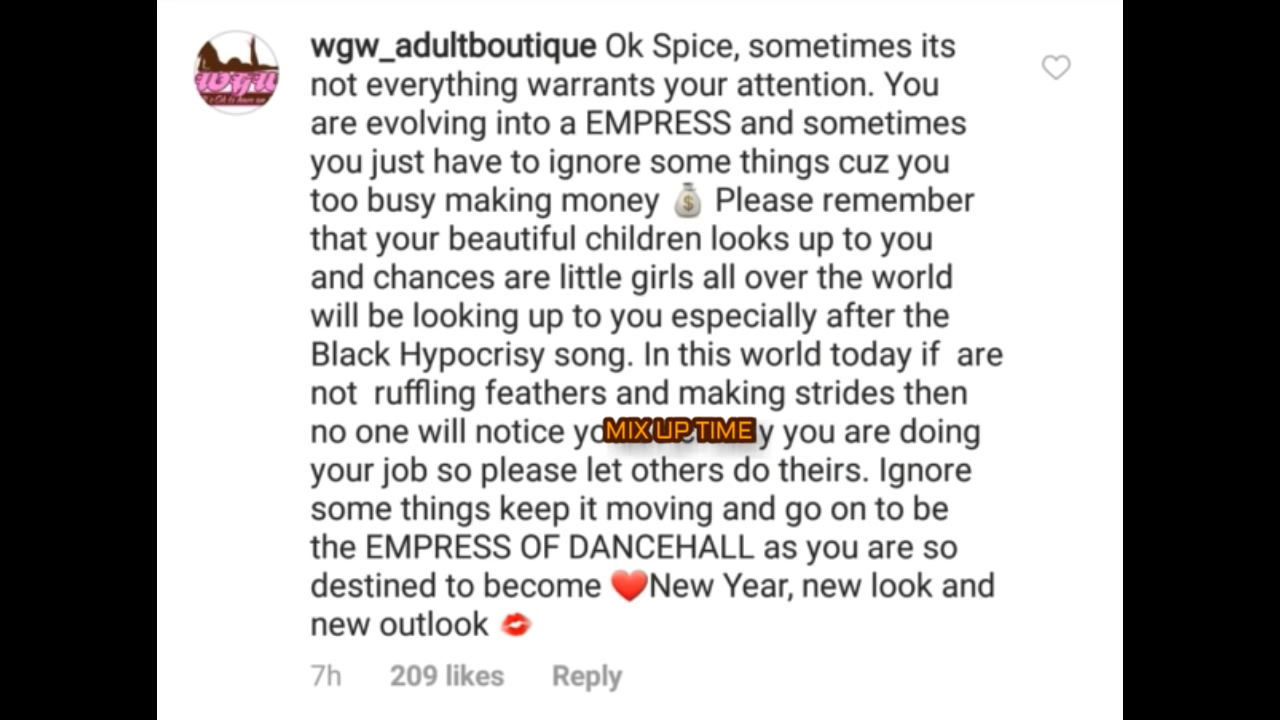 wgw_adultboutique Ok Spice, sometimes its
not everything warrants your attention. You
are evolving into a EMPRESS and sometimes
you just have to ignore some things cuz you
too busy making money 💰 Please remember
that your beautiful children looks up to you
and chances are little girls all over the world
will be looking up to you especially after the
Black Hypocrisy song. In this world today if are
not ruffling feathers and making strides then
no one will notice MIX UP TIME you are doing
your job so please let others do theirs. Ignore
some things keep it moving and go on to be
the EMPRESS OF DANCEHALL as you are so
destined to become ❤️New Year, new look and
new outlook 💋
7h 209 likes Reply